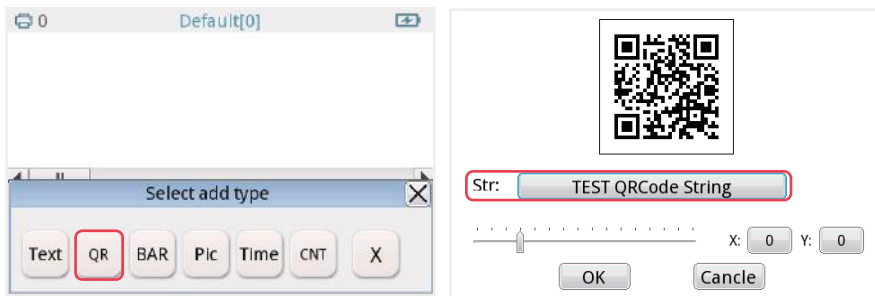 0 Default[0]
Select add type X
Text QR BAR Pic Time CNT X
Str: TEST QRCode String
X: 0 Y: 0
OK Cancle